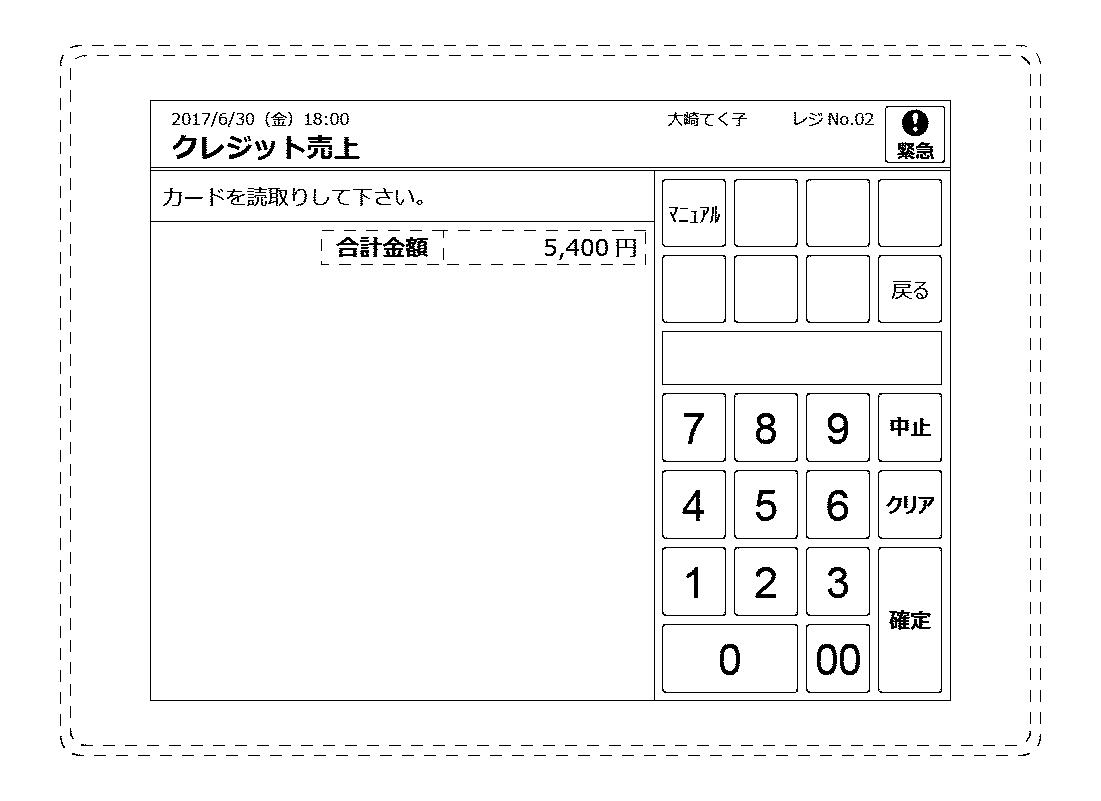 2017/6/30（金）18:00
大崎てく子
レジ No.02
緊急
クレジット売上
カードを読取りして下さい。
合計金額 5,400 円
ﾏﾆｭｱﾙ
戻る
7 8 9 中止
4 5 6 クリア
1 2 3
確定
0 00